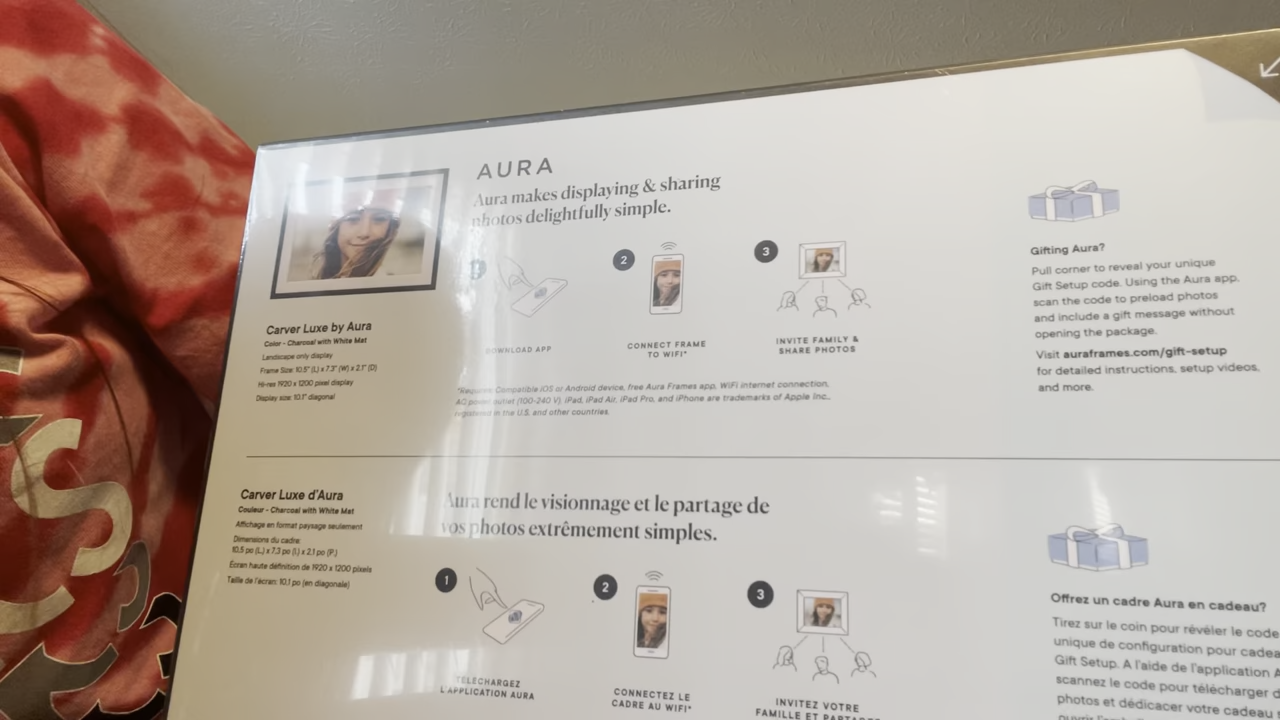 AURA
Aura makes displaying & sharing
photos delightfully simple.
1
2
3
DOWNLOAD APP
CONNECT FRAME
TO WIFI*
INVITE FAMILY &
SHARE PHOTOS
*Requires: Compatible iOS or Android device, free Aura Frames app, WiFi internet connection,
AC power outlet (100-240 V). iPad, iPad Air, iPad Pro, and iPhone are trademarks of Apple Inc.,
registered in the U.S. and other countries.
Carver Luxe by Aura
Color - Charcoal with White Mat
Landscape only display
Frame Size: 10.5" (L) x 7.3" (W) x 2.1" (D)
Hi-res 1920 x 1200 pixel display
Display size: 10.1" diagonal
Gifting Aura?
Pull corner to reveal your unique
Gift Setup code. Using the Aura app,
scan the code to preload photos
and include a gift message without
opening the package.
Visit auraframes.com/gift-setup
for detailed instructions, setup videos,
and more.
Carver Luxe d'Aura
Couleur - Charcoal with White Mat
Affichage en format paysage seulement
Dimensions du cadre:
10,5 po (L.) x 7,3 po (l.) x 2,1 po (P.)
Écran haute définition de 1920 x 1200 pixels
Taille de l'écran: 10,1 po (en diagonale)
Aura rend le visionnage et le partage de
vos photos extrêmement simples.
1
2
3
TÉLÉCHARGEZ
L'APPLICATION AURA
CONNECTEZ LE
CADRE AU WIFI*
INVITEZ VOTRE
FAMILLE ET PARTAGEZ
Offrez un cadre Aura en cadeau?
Tirez sur le coin pour révéler le code
unique de configuration pour cadea
Gift Setup. A l'aide de l'application A
scannez le code pour télécharger d
photos et dédicacer votre cadeau s